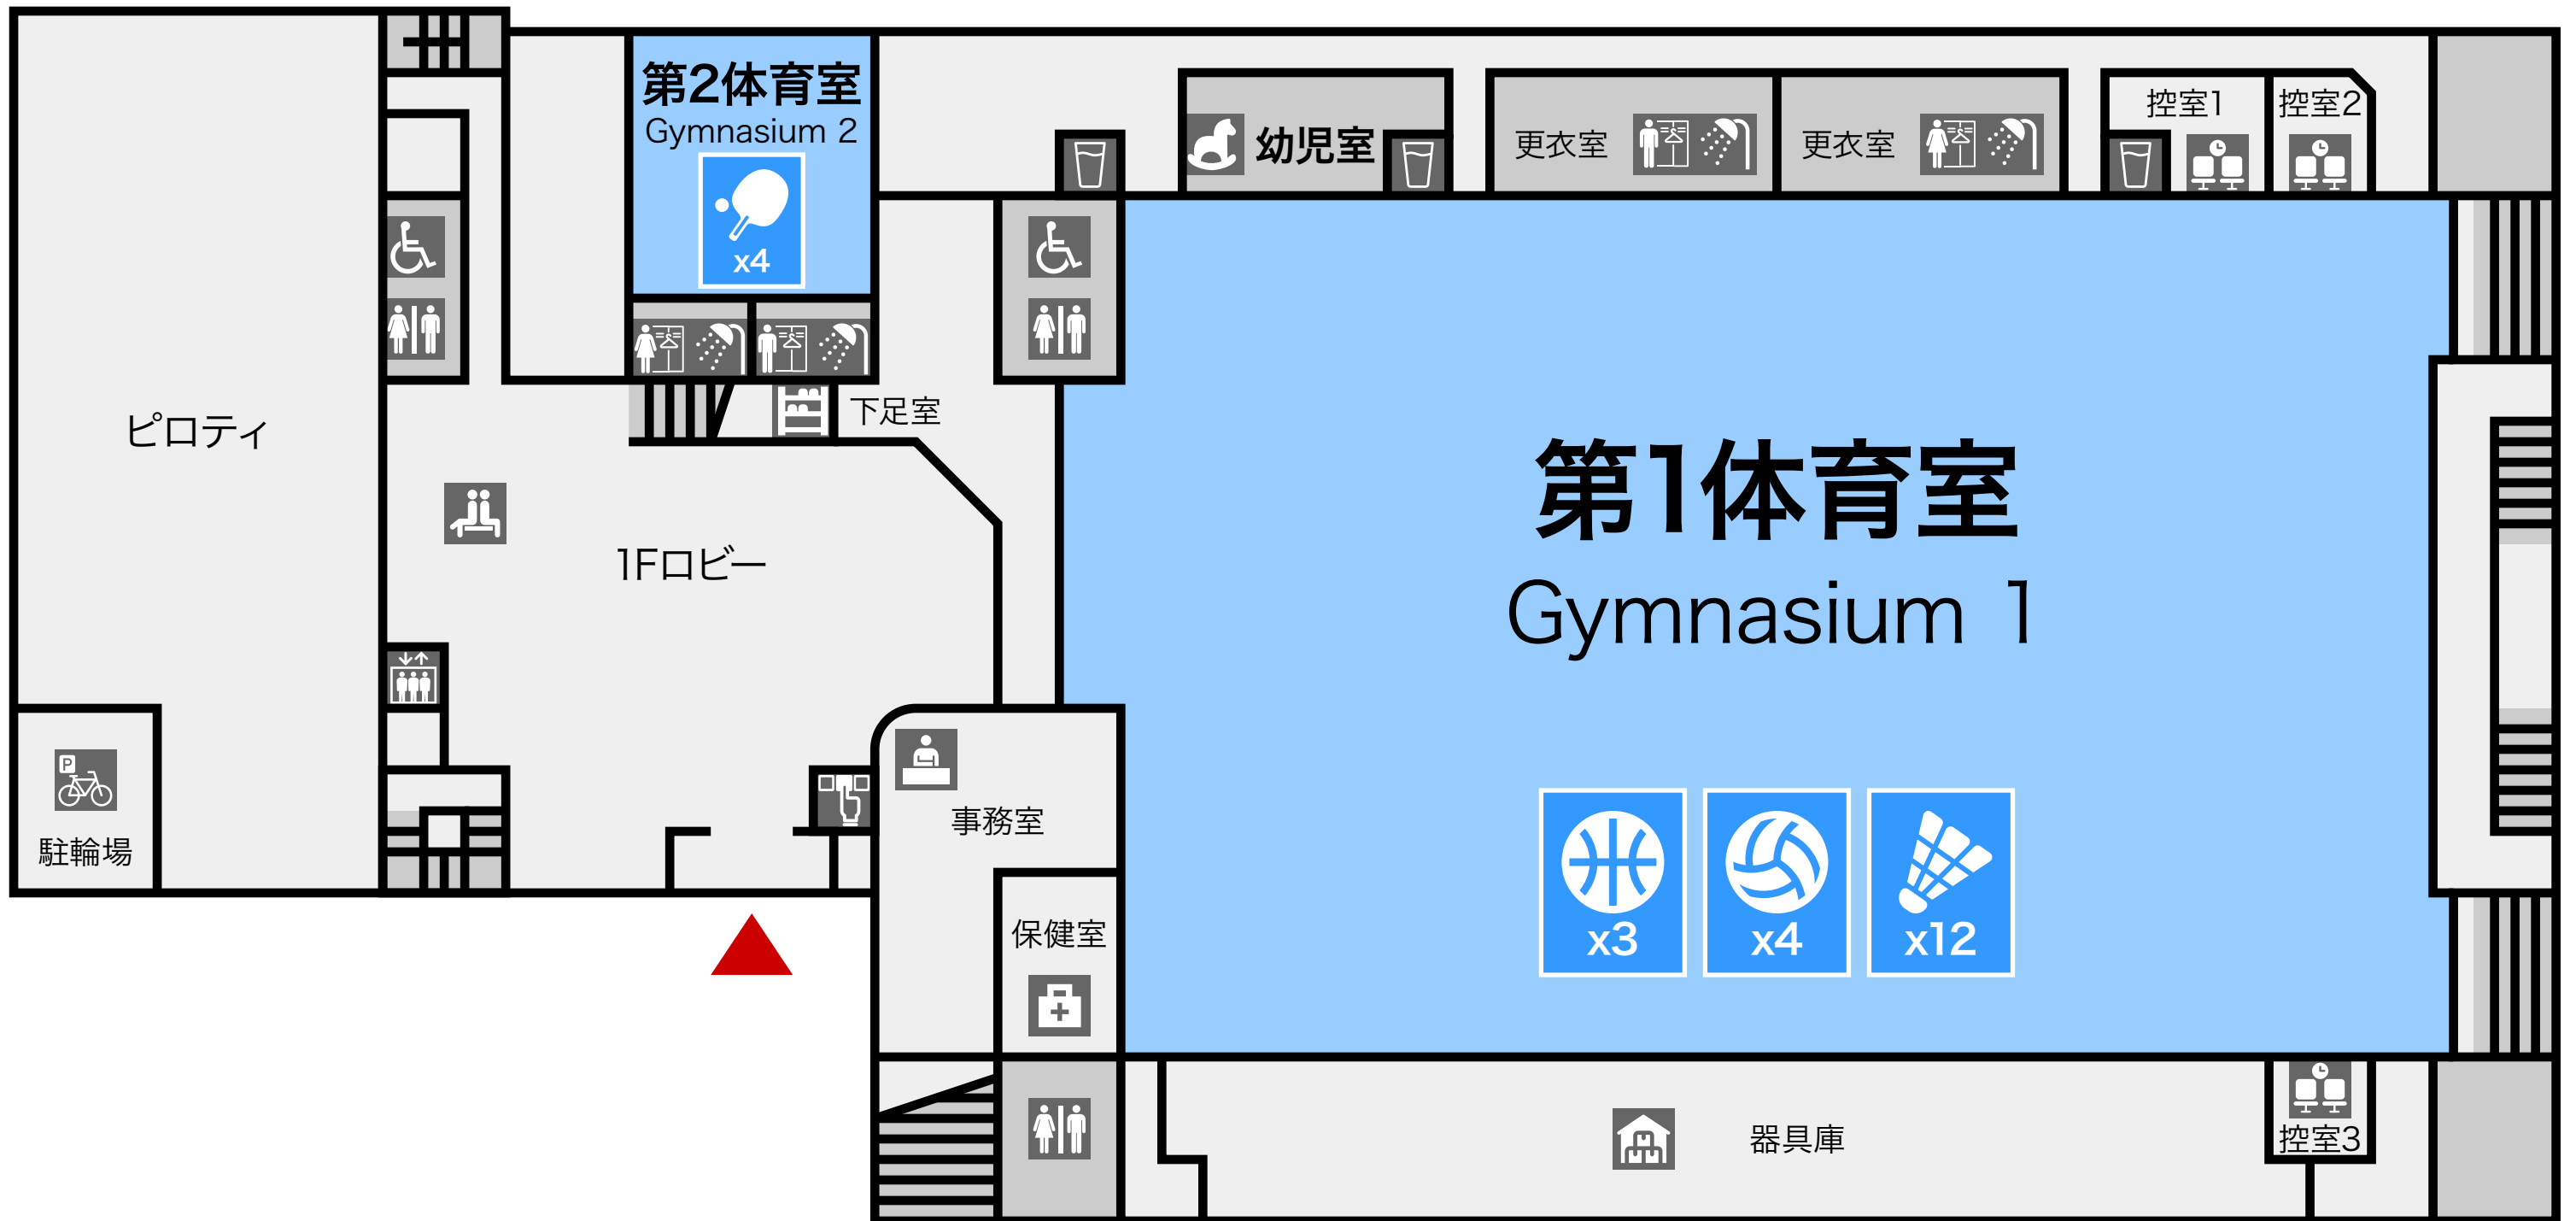 第2体育室
Gymnasium 2
x4
幼児室
更衣室
更衣室
控室1
控室2
下足室
ピロティ
1Fロビー
第1体育室
Gymnasium 1
P
駐輪場
事務室
保健室
x3
x4
x12
器具庫
控室3